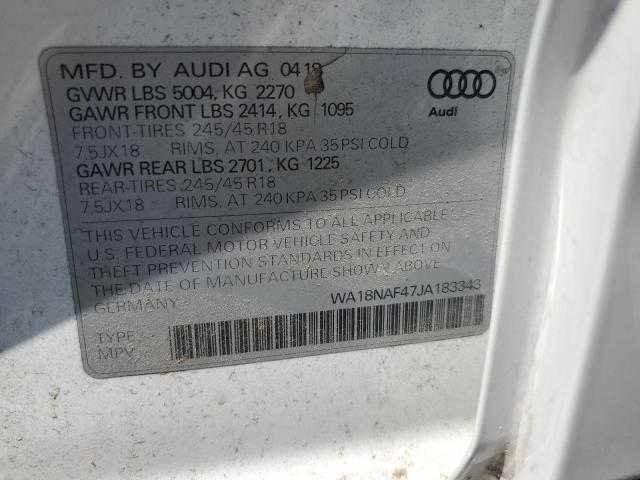 MFD. BY AUDI AG 04 18
GVWR LBS 5004, KG 2270
GAWR FRONT LBS 2414, KG 1095
FRONT-TIRES 245/45 R18
7,5JX18 RIMS, AT 240 KPA 35 PSI COLD
GAWR REAR LBS 2701, KG 1225
REAR-TIRES 245/45 R18
7,5JX18 RIMS, AT 240 KPA 35 PSI COLD
Audi
THIS VEHICLE CONFORMS TO ALL APPLICABLE
U.S. FEDERAL MOTOR VEHICLE SAFETY AND
THEFT PREVENTION STANDARDS IN EFFECT ON
THE DATE OF MANUFACTURE SHOWN ABOVE.
GERMANY
WA18NAF47JA183343
TYPE:
MPV